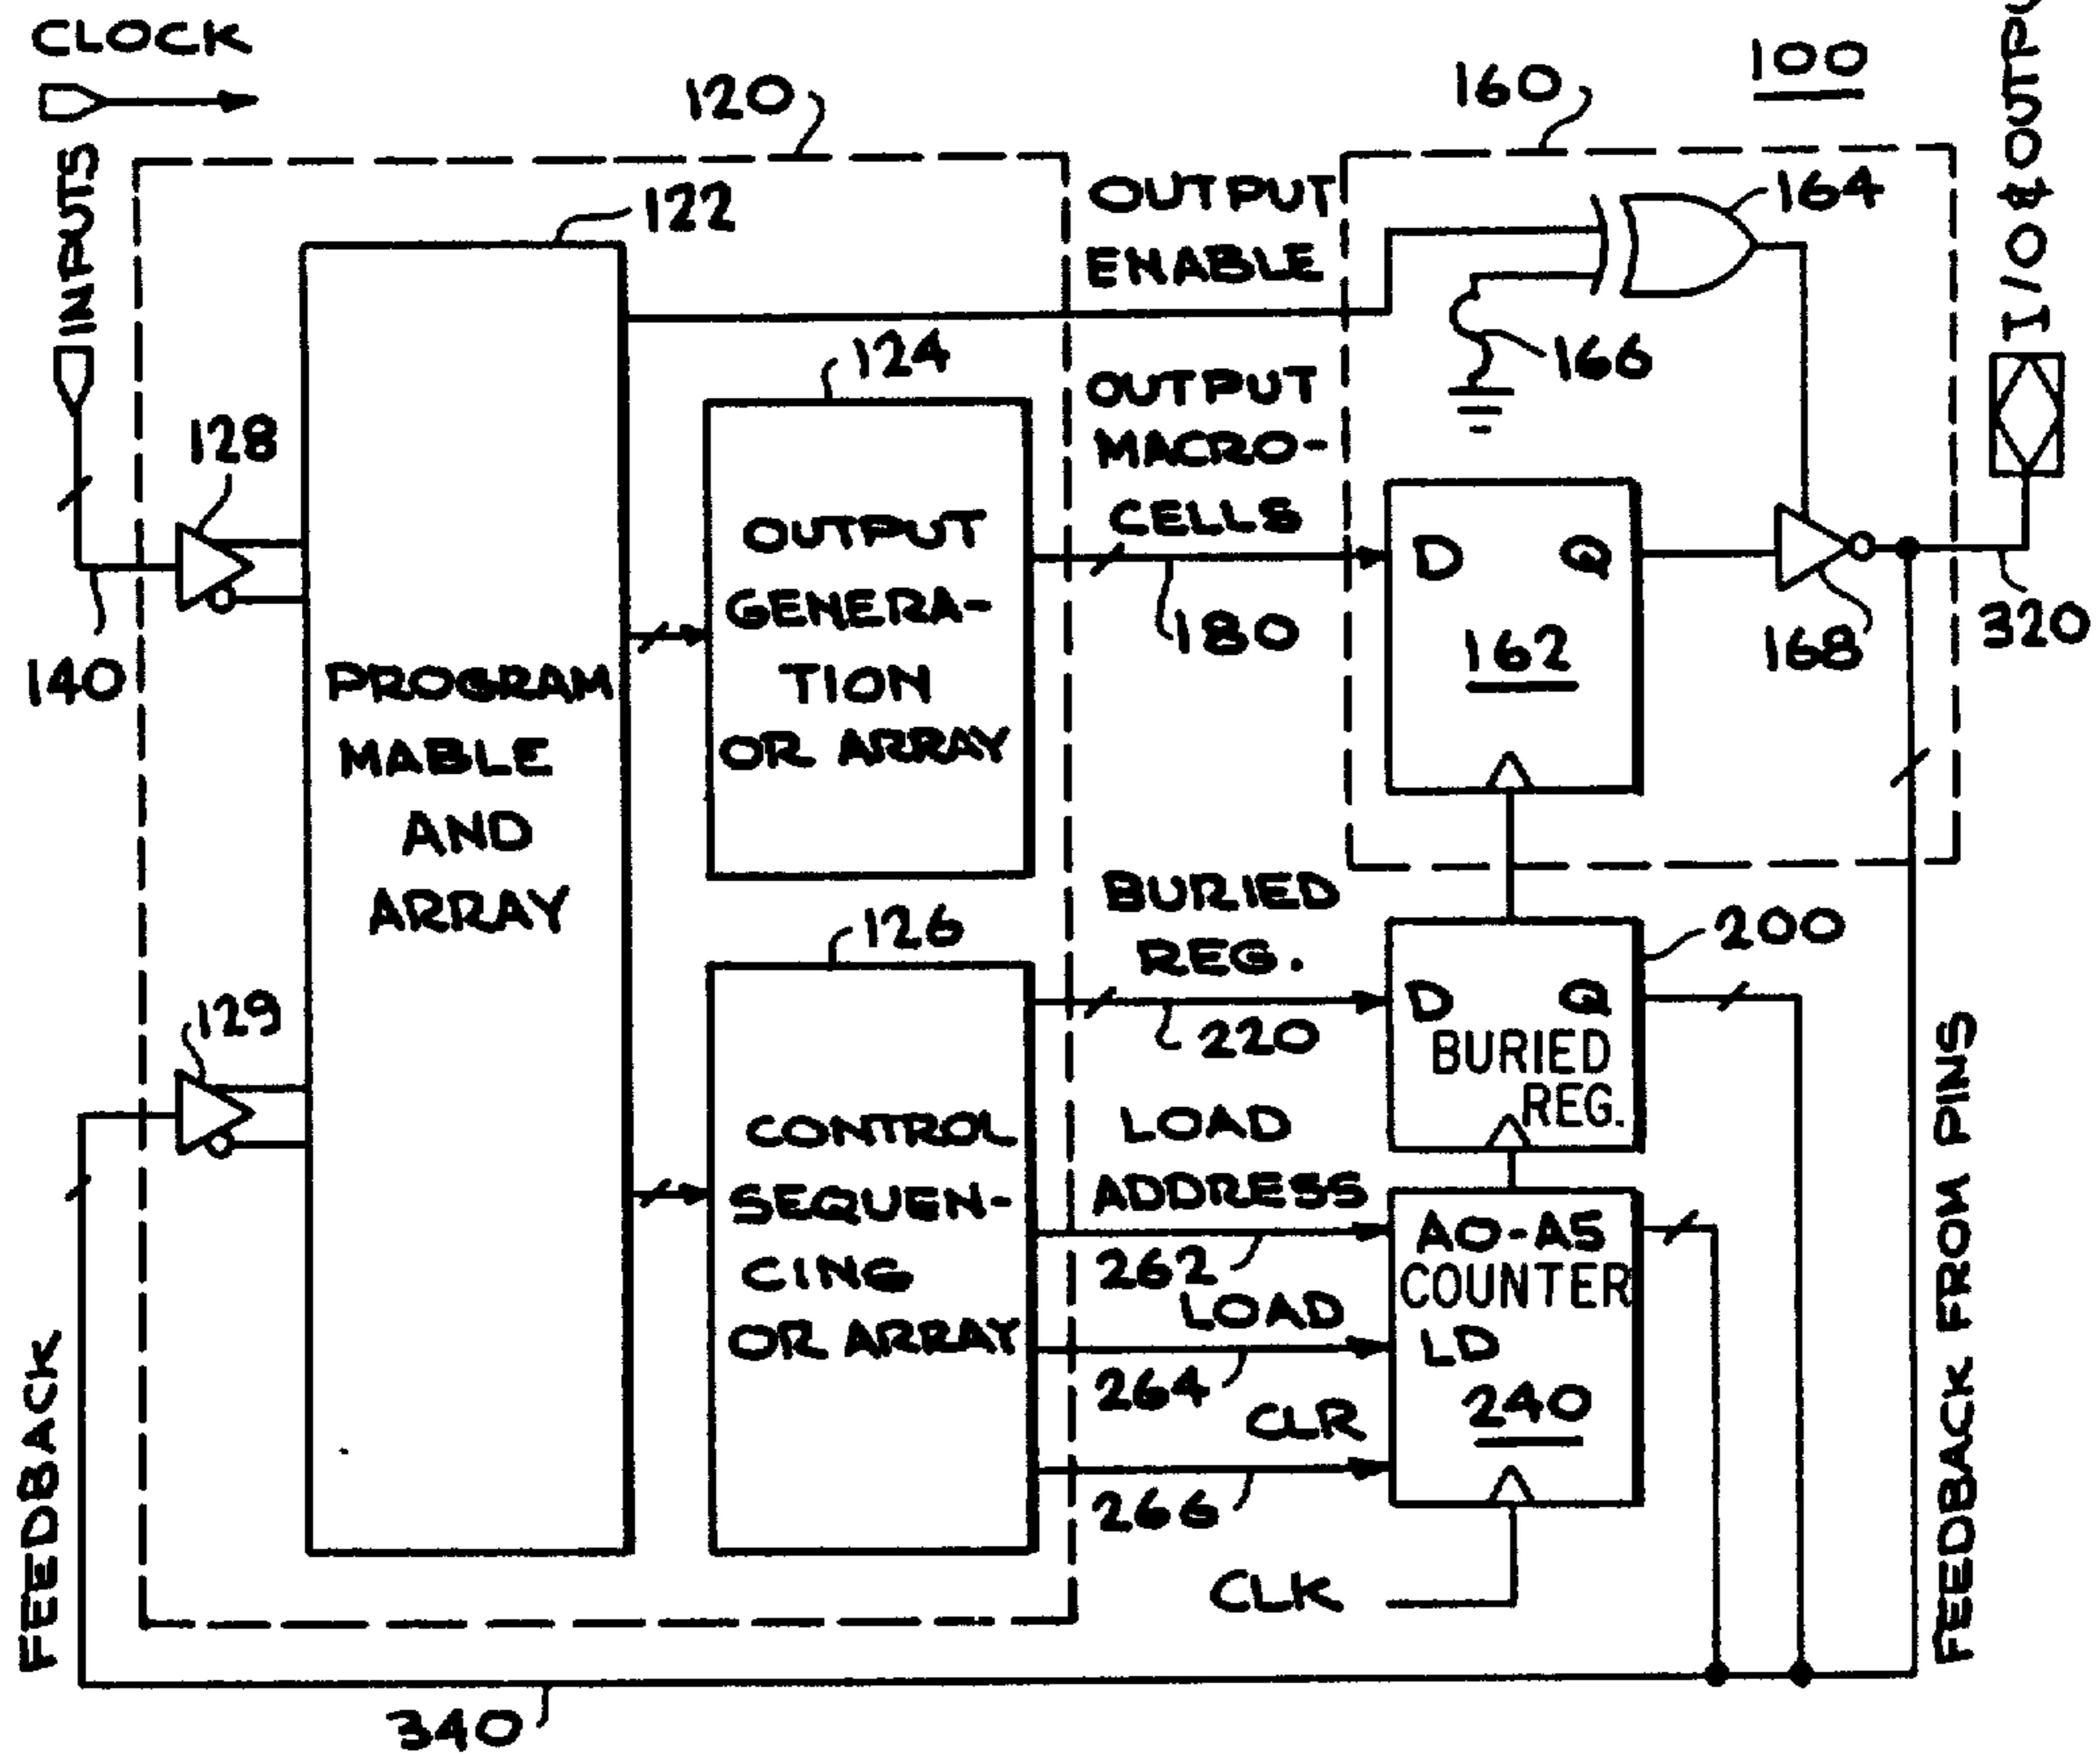 CLOCK
120
160
100
INPUTS
122
OUTPUT
ENABLE
164
I/O &
124
166
OUTPUT
MACRO-
CELLS
128
140
PROGRAM
MABLE
AND
ARRAY
OUTPUT
GENERA-
TION
OR ARRAY
180
D Q
162
168
320
BURIED
REG.
126
200
129
220
D Q
BURIED
REG.
CONTROL
SEQUEN-
CING
OR ARRAY
LOAD
ADDRESS
262
LOAD
264
CLR
266
AO-A5
COUNTER
LD
240
CLK
FEEDBACK
FEEDBACK FROM PINS
340